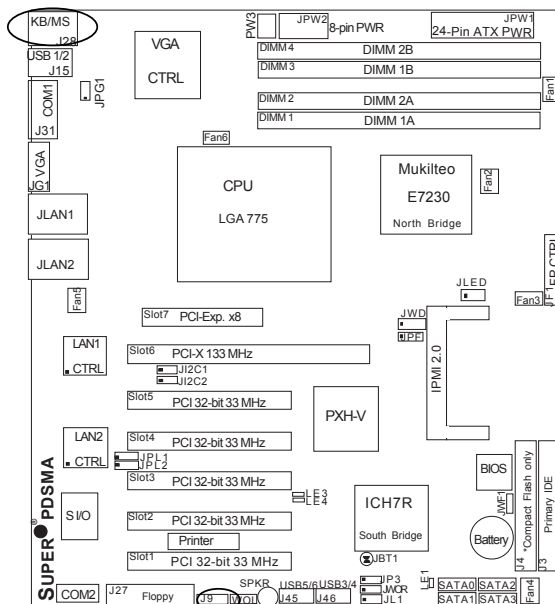 KB/MS
J28
USB 1/2
J15
JPG1
COM1
J31
VGA
JG1
JLAN1
JLAN2
Fan5
VGA
CTRL
PW3
JPW2
8-pin PWR
JPW1
24-Pin ATX PWR
DIMM 4 DIMM 2B
DIMM 3 DIMM 1B
DIMM 2 DIMM 2A
DIMM 1 DIMM 1A
Fan1
Fan6
CPU
LGA 775
Mukilteo
E7230
North Bridge
Fan2
FP CTRL
JF1
JLED
Fan3
JWD
JPF
IPMI 2.0
Slot7 PCI-Exp. x8
LAN1
CTRL
Slot6 PCI-X 133 MHz
JI2C1
JI2C2
Slot5
PCI 32-bit 33 MHz
PXH-V
LAN2
CTRL
Slot4
PCI 32-bit 33 MHz
JPL1
JPL2
Slot3
PCI 32-bit 33 MHz
LE3
LE4
ICH7R
South Bridge
BIOS
JWF1
Battery
J4 *Compact Flash only
J3 Primary IDE
S I/O
Slot2
PCI 32-bit 33 MHz
Printer
Slot1
PCI 32-bit 33 MHz
JBT1
SUPER® PDSMA
COM2
J27
Floppy
J9
WOL
SPKR
USB5/6
J45
USB3/4
J46
JP3
JWOR
JL1
LE1
SATA0
SATA2
SATA1
SATA3
Fan4